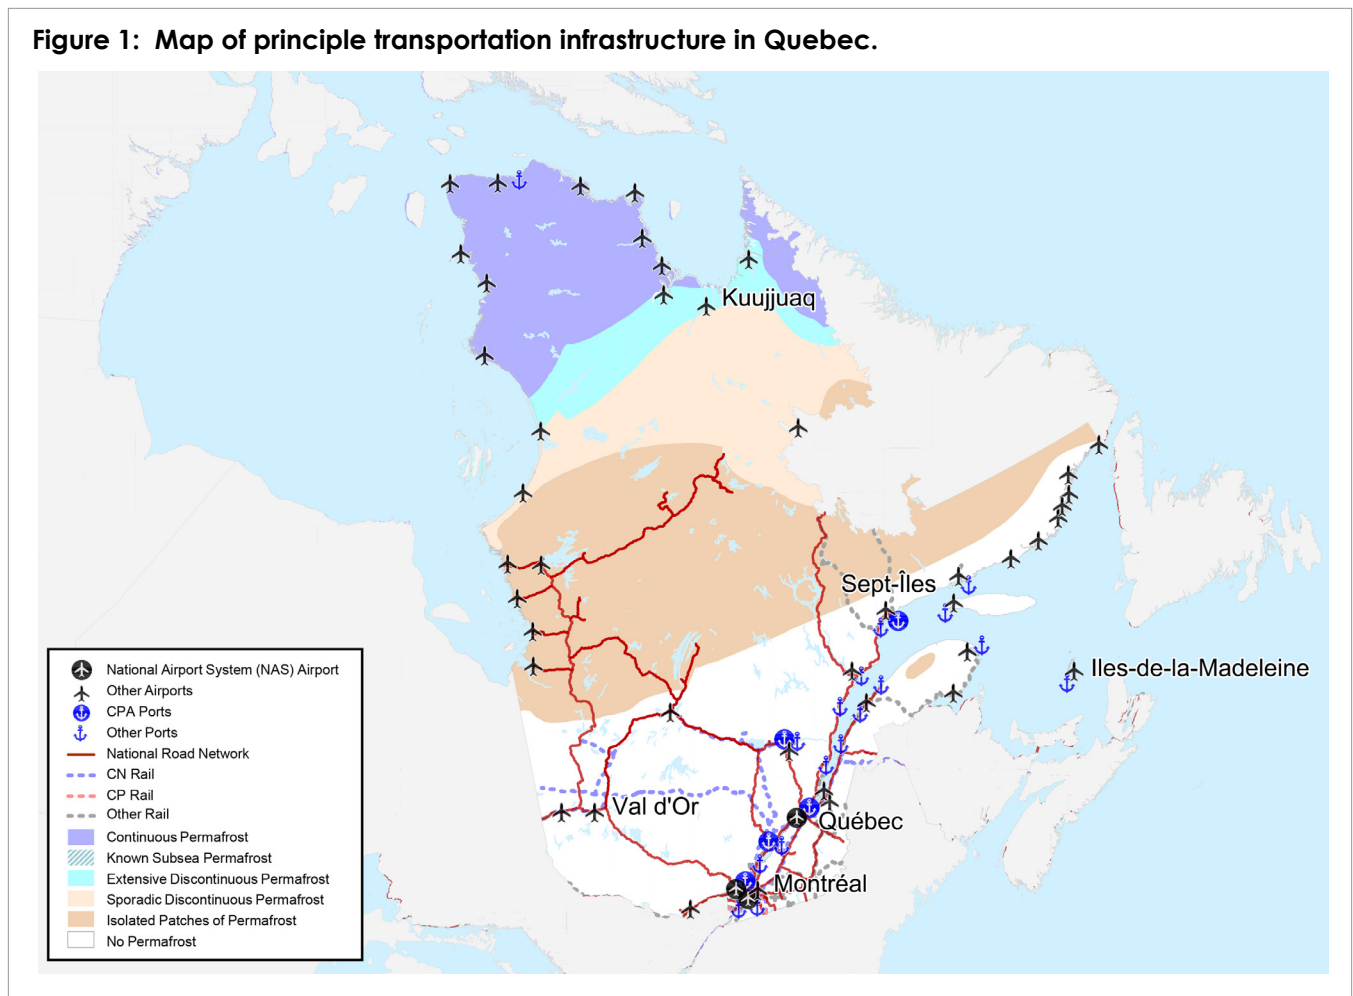 Figure 1:  Map of principle transportation infrastructure in Quebec.
Kuujjuaq
Sept-Îles
Iles-de-la-Madeleine
Val d'Or
Québec
Montréal
National Airport System (NAS) Airport
Other Airports
CPA Ports
Other Ports
National Road Network
CN Rail
CP Rail
Other Rail
Continuous Permafrost
Known Subsea Permafrost
Extensive Discontinuous Permafrost
Sporadic Discontinuous Permafrost
Isolated Patches of Permafrost
No Permafrost